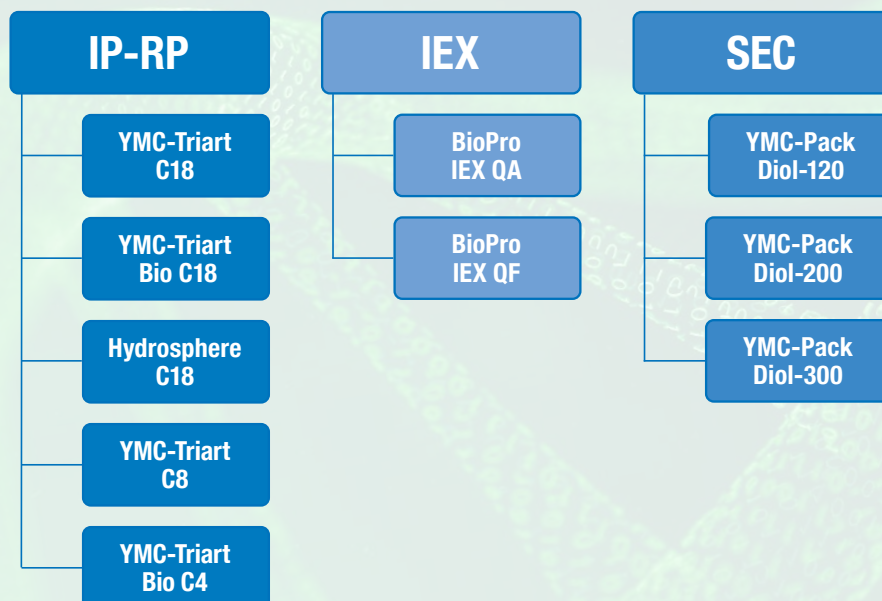 IP-RP
YMC-Triart
C18
YMC-Triart
Bio C18
Hydrosphere
C18
YMC-Triart
C8
YMC-Triart
Bio C4
IEX
BioPro
IEX QA
BioPro
IEX QF
SEC
YMC-Pack
Diol-120
YMC-Pack
Diol-200
YMC-Pack
Diol-300